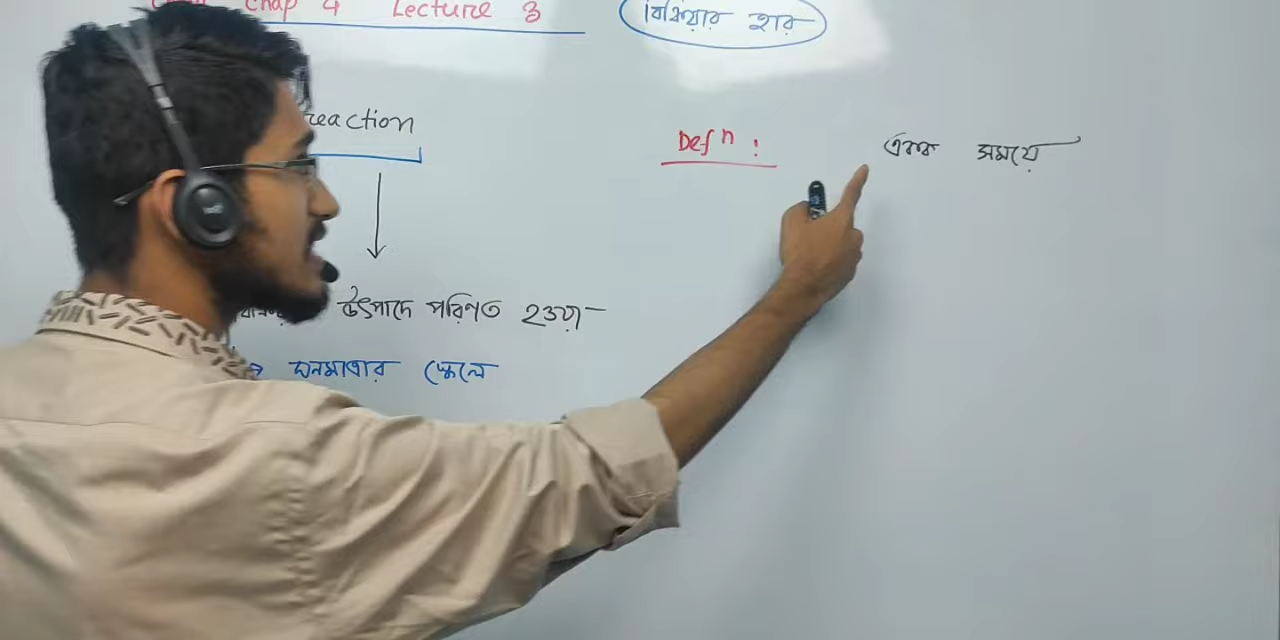 Chap 4 Lecture 3
বিক্রিয়ার হার
reaction
Defⁿ :
একক সময়ে
উৎপাদে পরিণত হওয়া
→ ঘনমাত্রার স্কেলে